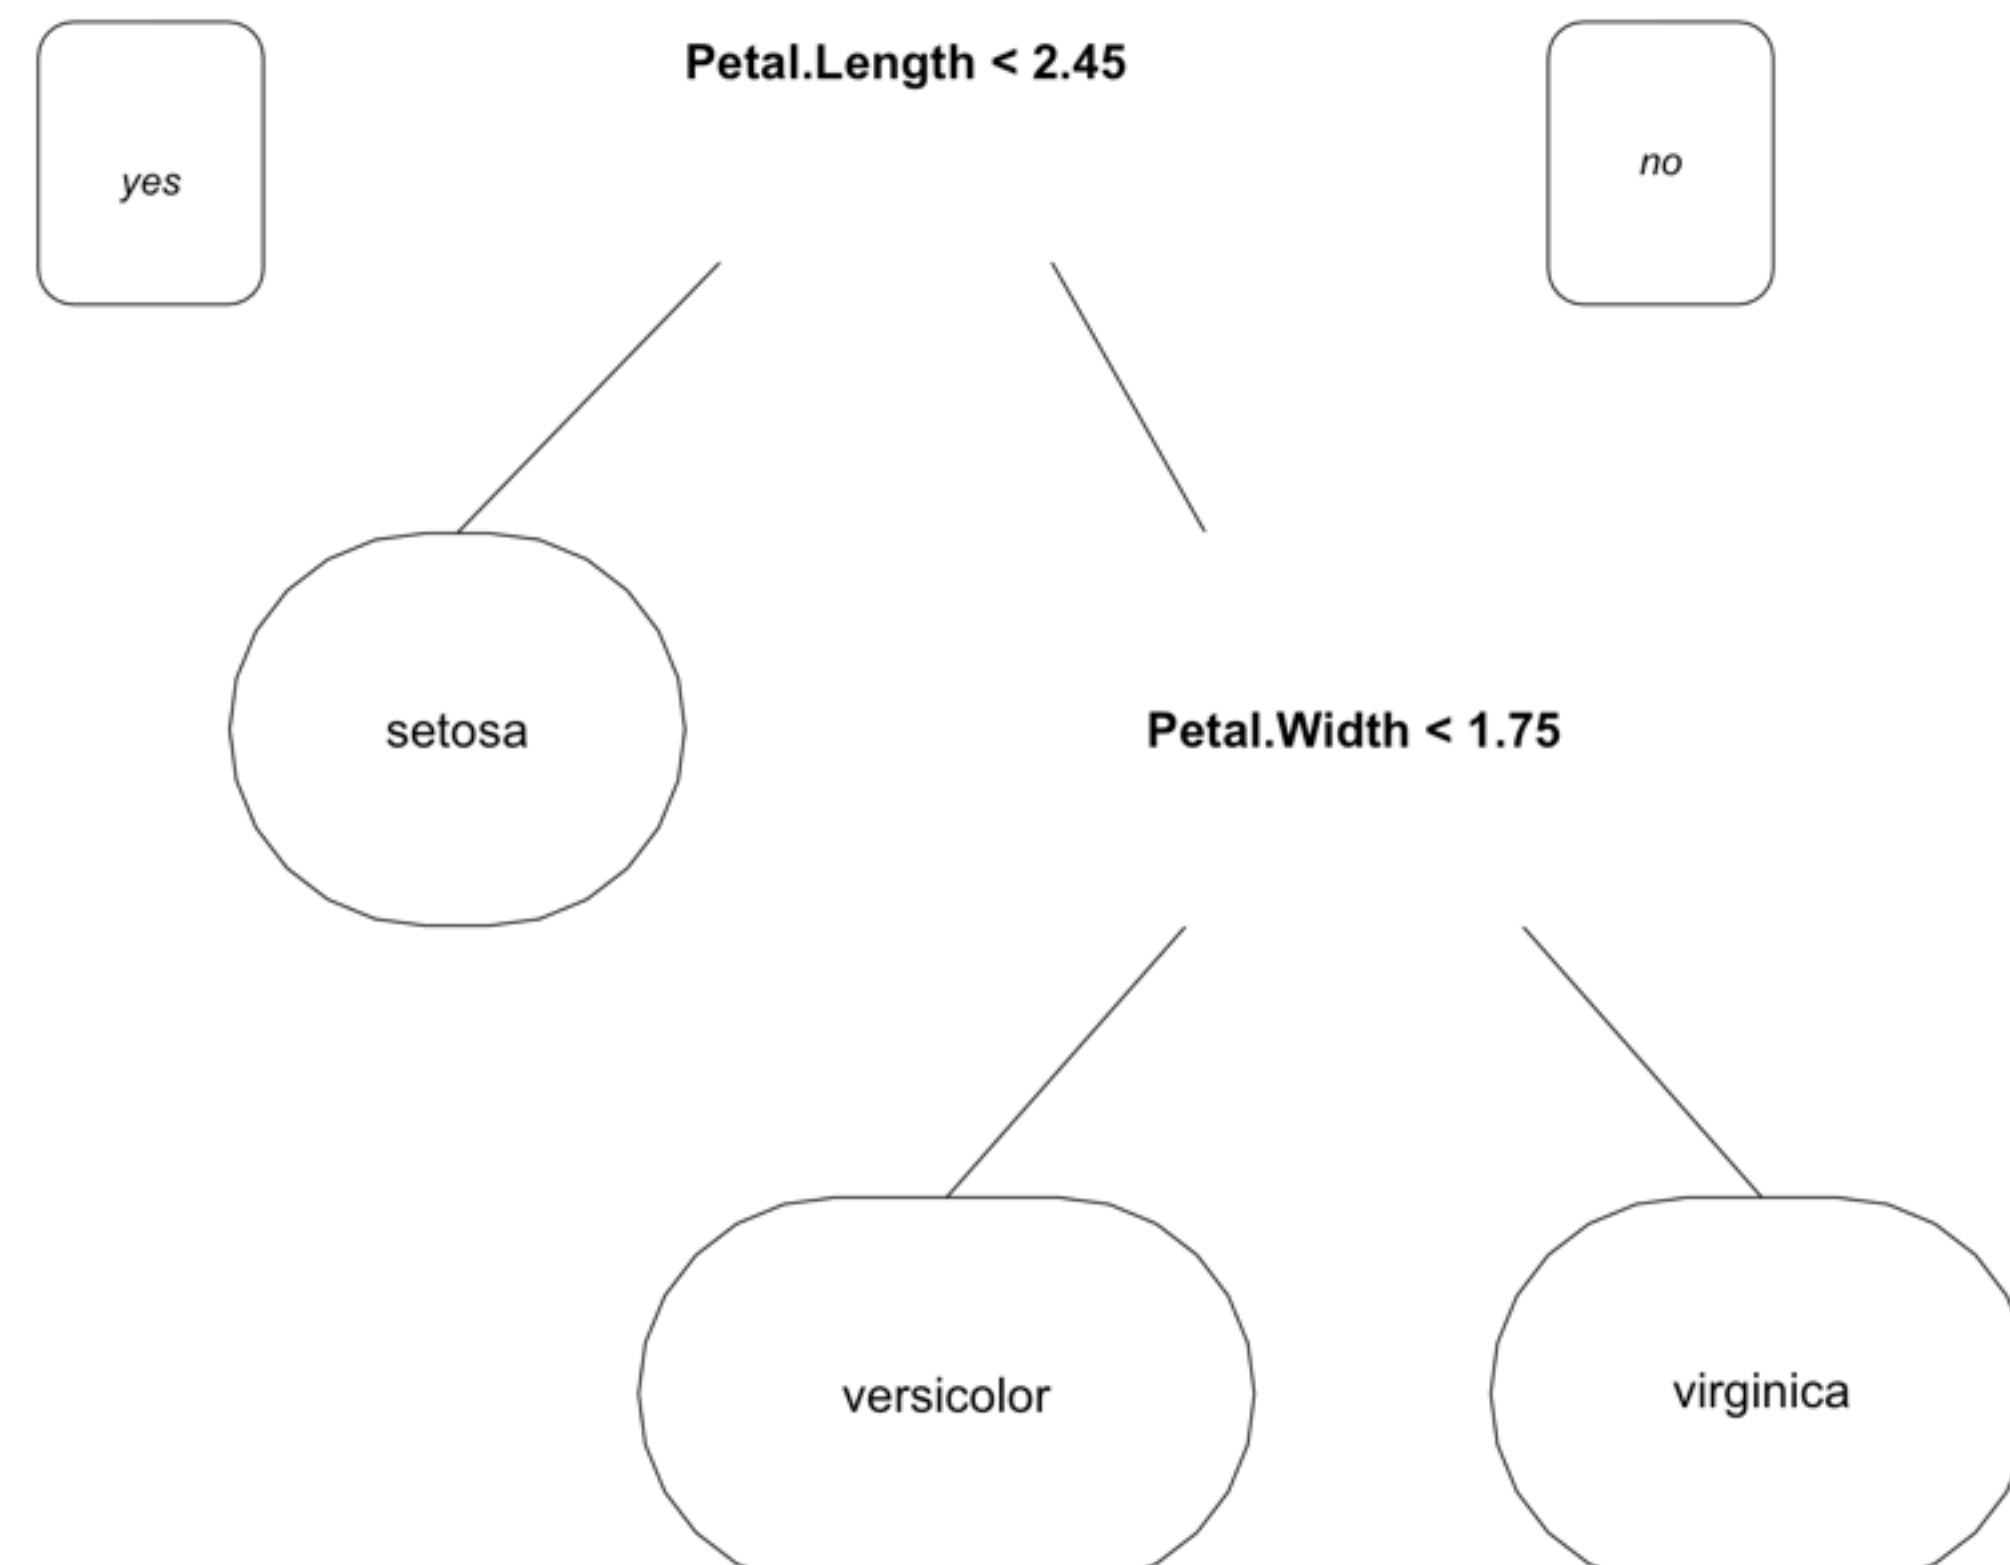 Petal.Length < 2.45
yes
no
setosa
Petal.Width < 1.75
versicolor
virginica